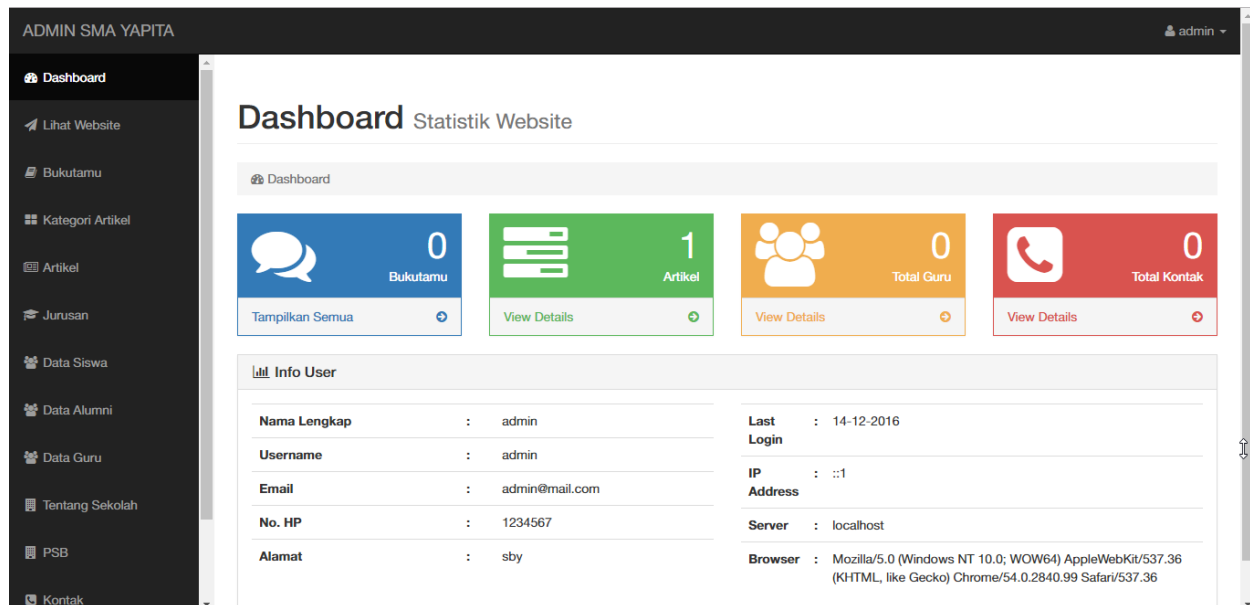 ADMIN SMA YAPITA
admin
Dashboard
Lihat Website
Bukutamu
Kategori Artikel
Artikel
Jurusan
Data Siswa
Data Alumni
Data Guru
Tentang Sekolah
PSB
Kontak
Dashboard Statistik Website
Dashboard
0
Bukutamu
Tampilkan Semua
1
Artikel
View Details
0
Total Guru
View Details
0
Total Kontak
View Details
Info User
Nama Lengkap : admin
Username : admin
Email : admin@mail.com
No. HP : 1234567
Alamat : sby
Last : 14-12-2016
Login
IP : ::1
Address
Server : localhost
Browser : Mozilla/5.0 (Windows NT 10.0; WOW64) AppleWebKit/537.36
(KHTML, like Gecko) Chrome/54.0.2840.99 Safari/537.36